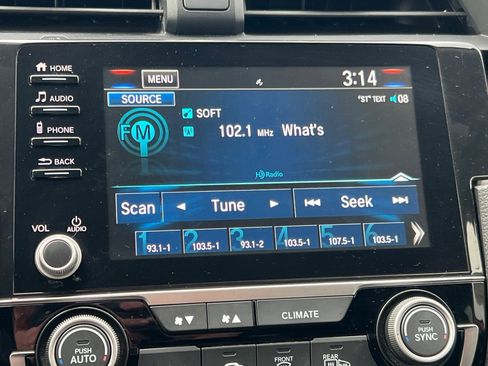 HOME
AUDIO
PHONE
BACK
VOL
AUDIO
MENU
3:14
SOURCE
"ST" TEXT 08
FM
SOFT
102.1 MHz What's
HD Radio
Scan Tune Seek
1 93.1-1
2 103.5-1
3 93.1-2
4 103.5-1
5 107.5-1
6 103.5-1
CLIMATE
PUSH
AUTO
FRONT
REAR
PUSH
SYNC